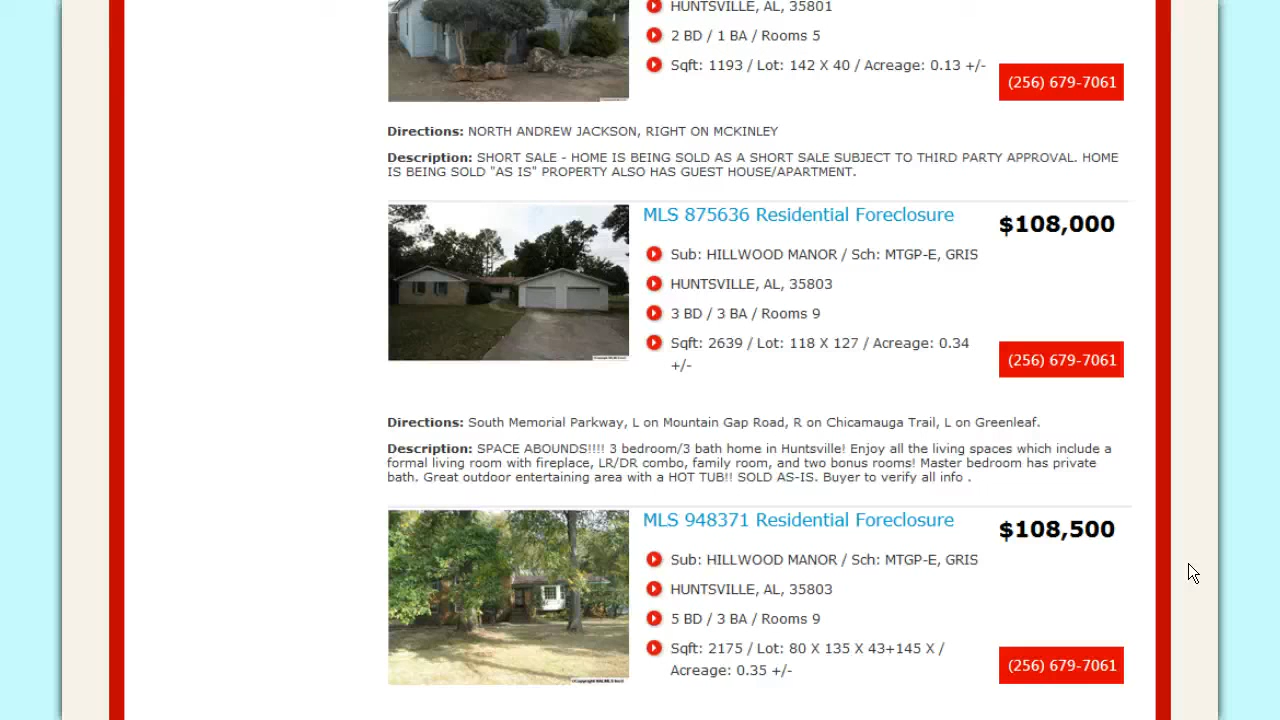 HUNTSVILLE, AL, 35801
2 BD / 1 BA / Rooms 5
Sqft: 1193 / Lot: 142 X 40 / Acreage: 0.13 +/-
(256) 679-7061
Directions: NORTH ANDREW JACKSON, RIGHT ON MCKINLEY
Description: SHORT SALE - HOME IS BEING SOLD AS A SHORT SALE SUBJECT TO THIRD PARTY APPROVAL. HOME
IS BEING SOLD "AS IS" PROPERTY ALSO HAS GUEST HOUSE/APARTMENT.
MLS 875636 Residential Foreclosure
$108,000
Sub: HILLWOOD MANOR / Sch: MTGP-E, GRIS
HUNTSVILLE, AL, 35803
3 BD / 3 BA / Rooms 9
Sqft: 2639 / Lot: 118 X 127 / Acreage: 0.34
+/-
(256) 679-7061
Directions: South Memorial Parkway, L on Mountain Gap Road, R on Chicamauga Trail, L on Greenleaf.
Description: SPACE ABOUNDS!!!! 3 bedroom/3 bath home in Huntsville! Enjoy all the living spaces which include a
formal living room with fireplace, LR/DR combo, family room, and two bonus rooms! Master bedroom has private
bath. Great outdoor entertaining area with a HOT TUB!! SOLD AS-IS. Buyer to verify all info .
MLS 948371 Residential Foreclosure
$108,500
Sub: HILLWOOD MANOR / Sch: MTGP-E, GRIS
HUNTSVILLE, AL, 35803
5 BD / 3 BA / Rooms 9
Sqft: 2175 / Lot: 80 X 135 X 43+145 X /
Acreage: 0.35 +/-
(256) 679-7061